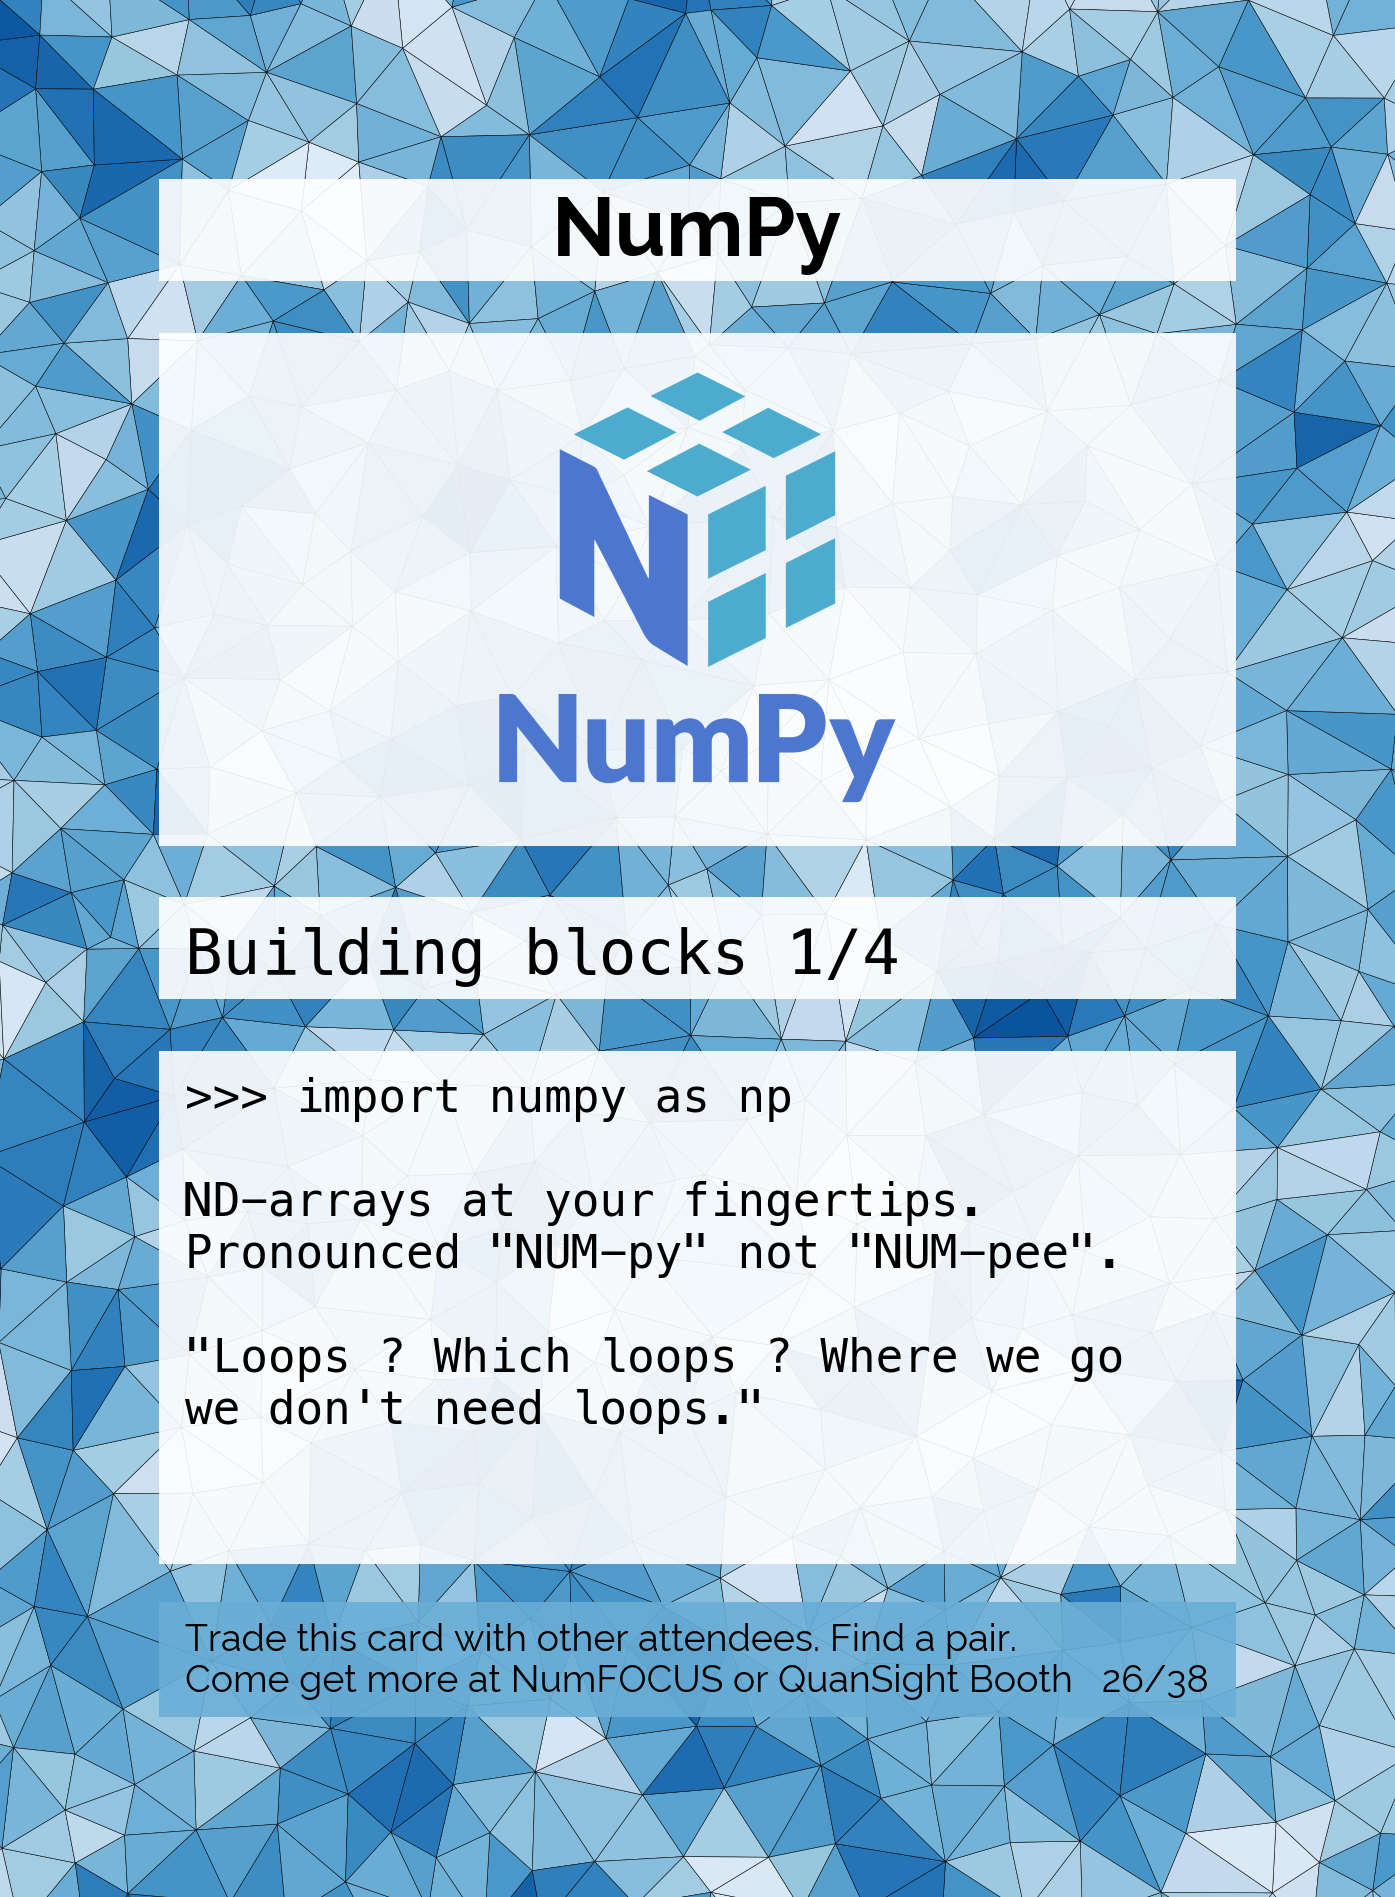 NumPy
NumPy
Building blocks 1/4
>>> import numpy as np
ND-arrays at your fingertips.
Pronounced "NUM-py" not "NUM-pee".
"Loops ? Which loops ? Where we go
we don't need loops."
Trade this card with other attendees. Find a pair.
Come get more at NumFOCUS or QuanSight Booth 26/38